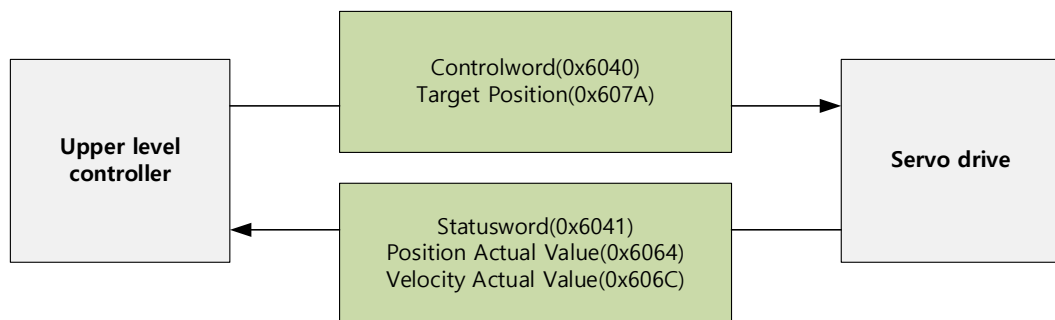 Upper level
controller
Controlword(0x6040)
Target Position(0x607A)
Statusword(0x6041)
Position Actual Value(0x6064)
Velocity Actual Value(0x606C)
Servo drive